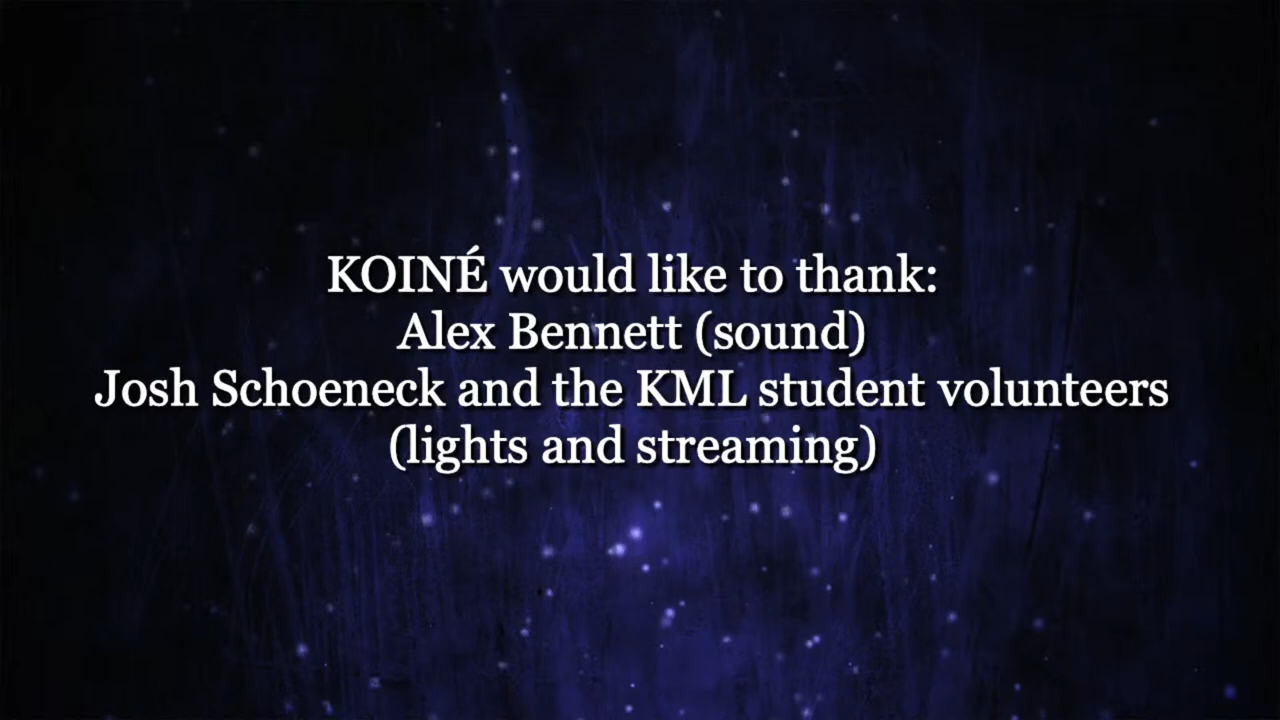 KOINÉ would like to thank:
Alex Bennett (sound)
Josh Schoeneck and the KML student volunteers
(lights and streaming)